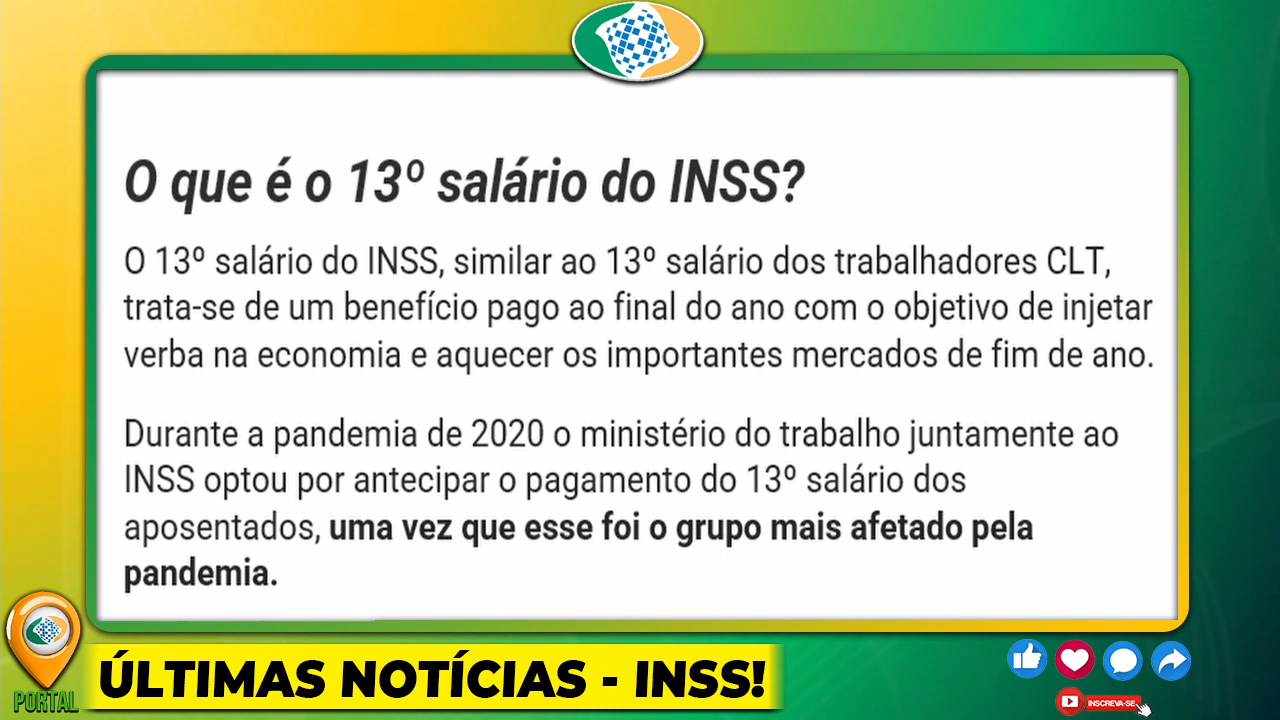 O que é o 13º salário do INSS?
O 13º salário do INSS, similar ao 13º salário dos trabalhadores CLT,
trata-se de um benefício pago ao final do ano com o objetivo de injetar
verba na economia e aquecer os importantes mercados de fim de ano.
Durante a pandemia de 2020 o ministério do trabalho juntamente ao
INSS optou por antecipar o pagamento do 13º salário dos
aposentados, uma vez que esse foi o grupo mais afetado pela
pandemia.
PORTAL
ÚLTIMAS NOTÍCIAS - INSS!
INSCREVA-SE